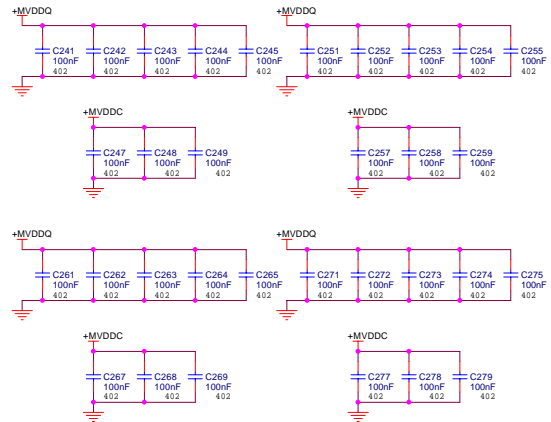 +MVDDQ +MVDDQ
C241 C242 C243 C244 C245 C251 C252 C253 C254 C255
100nF 100nF 100nF 100nF 100nF 100nF 100nF 100nF 100nF 100nF
402 402 402 402 402 402 402 402 402 402
+MVDDC +MVDDC
C247 C248 C249 C257 C258 C259
100nF 100nF 100nF 100nF 100nF 100nF
402 402 402 402 402 402
+MVDDQ +MVDDQ
C261 C262 C263 C264 C265 C271 C272 C273 C274 C275
100nF 100nF 100nF 100nF 100nF 100nF 100nF 100nF 100nF 100nF
402 402 402 402 402 402 402 402 402 402
+MVDDC +MVDDC
C267 C268 C269 C277 C278 C279
100nF 100nF 100nF 100nF 100nF 100nF
402 402 402 402 402 402